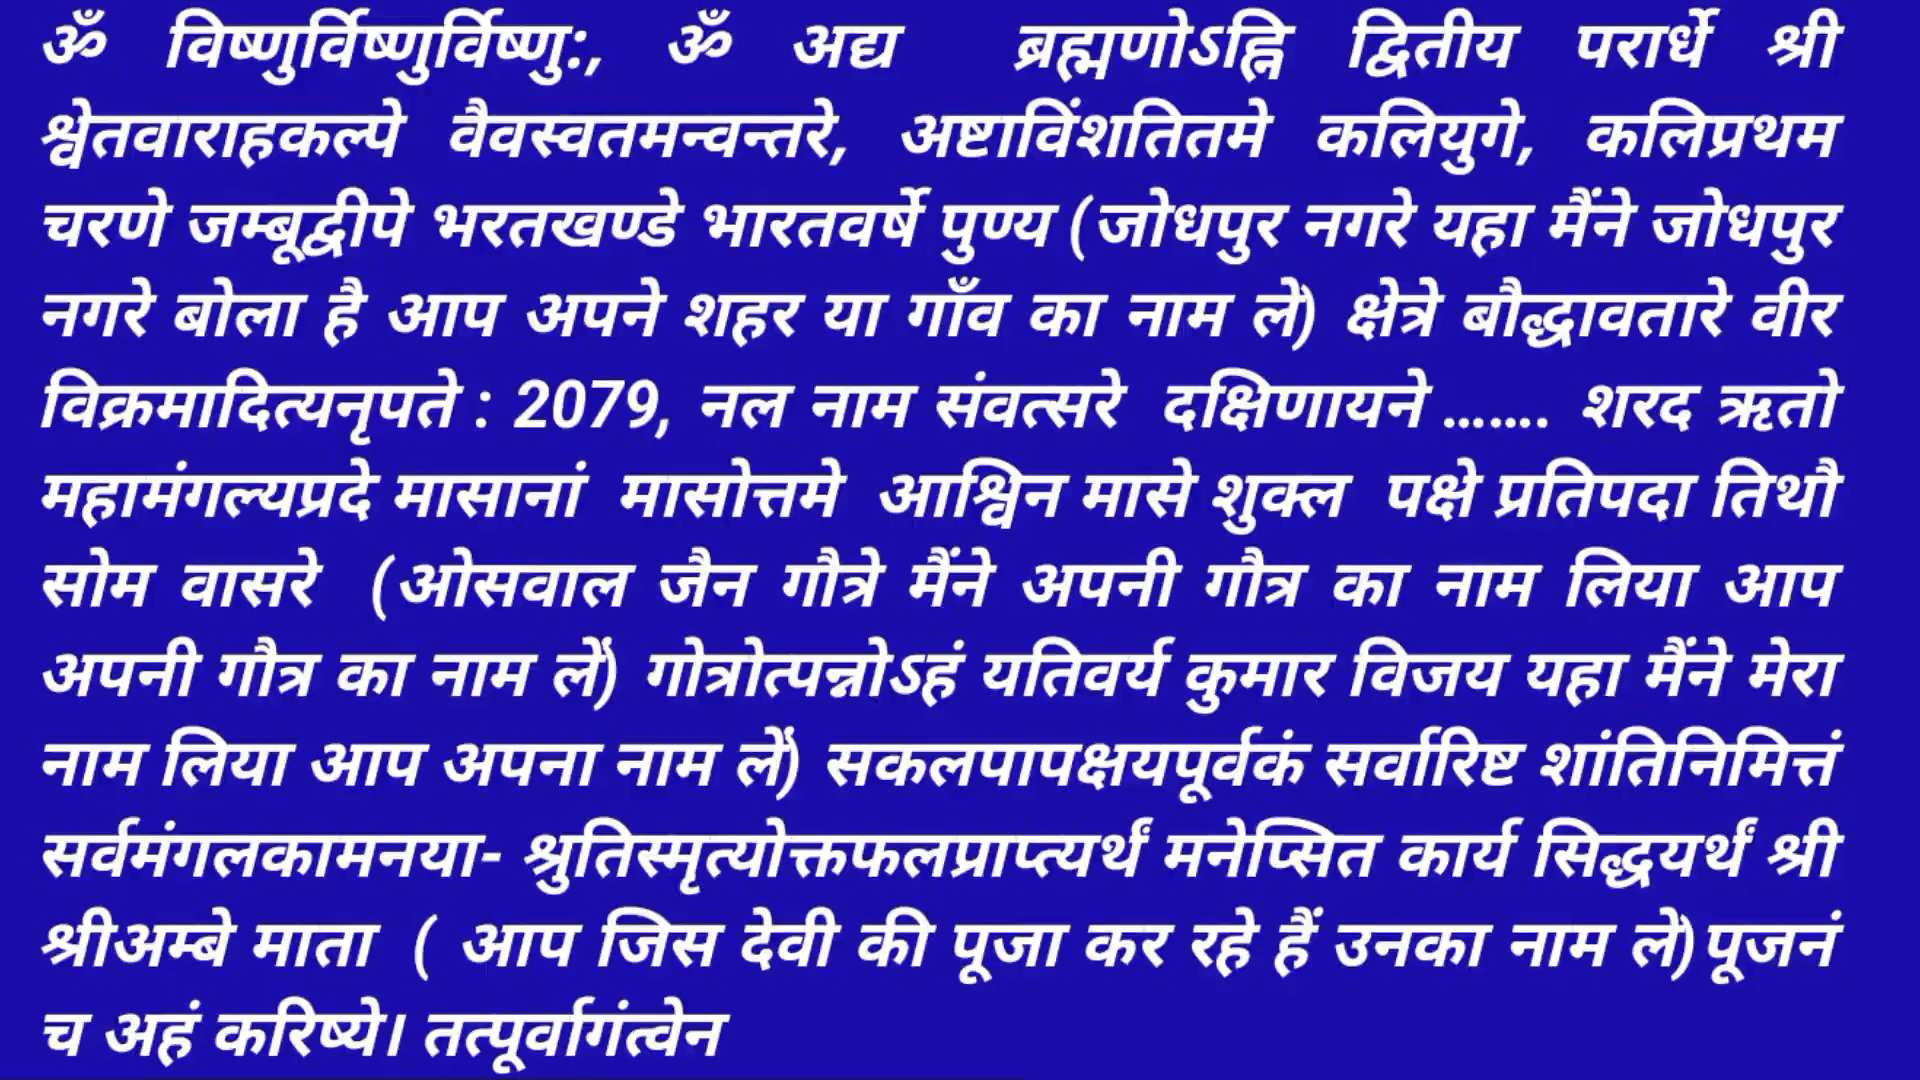 ॐ विष्णुर्विष्णुर्विष्णु:, ॐ अद्य ब्रह्मणोऽह्नि द्वितीय परार्धे श्री
श्वेतवाराहकल्पे वैवस्वतमन्वन्तरे, अष्टाविंशतितमे कलियुगे, कलिप्रथम
चरणे जम्बूद्वीपे भरतखण्डे भारतवर्षे पुण्य (जोधपुर नगरे यहा मैंने जोधपुर
नगरे बोला है आप अपने शहर या गाँव का नाम लें) क्षेत्रे बौद्धावतारे वीर
विक्रमादित्यनृपते : 2079, नल नाम संवत्सरे दक्षिणायने ....... शरद ऋतो
महामंगल्यप्रदे मासानां मासोत्तमे आश्विन मासे शुक्ल पक्षे प्रतिपदा तिथौ
सोम वासरे (ओसवाल जैन गौत्रे मैंने अपनी गौत्र का नाम लिया आप
अपनी गौत्र का नाम लें) गोत्रोत्पन्नोऽहं यतिवर्य कुमार विजय यहा मैंने मेरा
नाम लिया आप अपना नाम लें) सकलपापक्षयपूर्वकं सर्वारिष्ट शांतिनिमित्तं
सर्वमंगलकामनया- श्रुतिस्मृत्योक्तफलप्राप्त्यर्थं मनेप्सित कार्य सिद्धयर्थं श्री
श्रीअम्बे माता ( आप जिस देवी की पूजा कर रहे हैं उनका नाम ले) पूजनं
च अहं करिष्ये। तत्पूर्वागंत्वेन